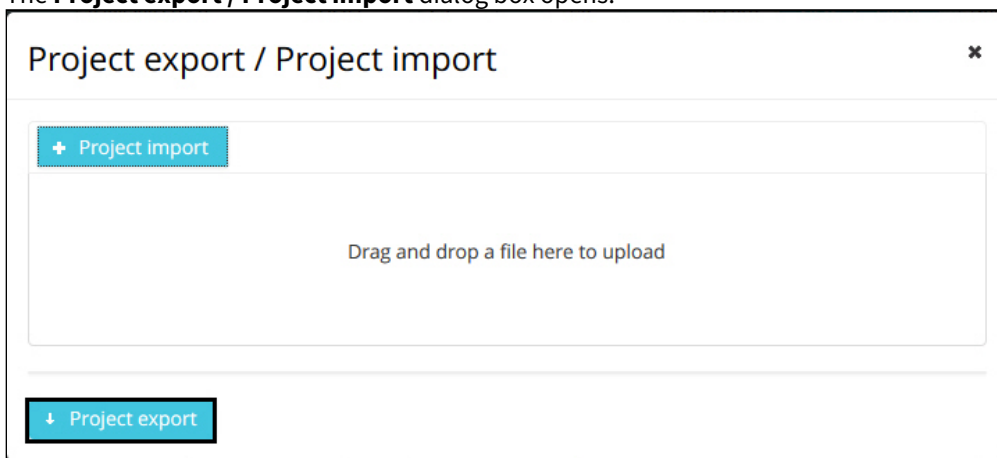 The Project export / Project import dialog box opens.
Project export / Project import
Project import
Drag and drop a file here to upload
Project export